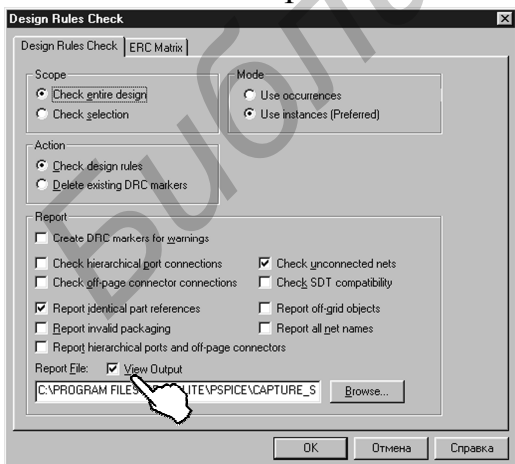 Design Rules Check
Design Rules Check
ERC Matrix
Scope
Check entire design
Check selection
Mode
Use occurrences
Use instances (Preferred)
Action
Check design rules
Delete existing DRC markers
Report
Create DRC markers for warnings
Check hierarchical port connections
Check unconnected nets
Check off-page connector connections
Check SDT compatibility
Report identical part references
Report off-grid objects
Report invalid packaging
Report all net names
Report hierarchical ports and off-page connectors
Report File:
View Output
C:\PROGRAM FILES LITE\PSPICE\CAPTURE_S
Browse...
OK
Отмена
Справка